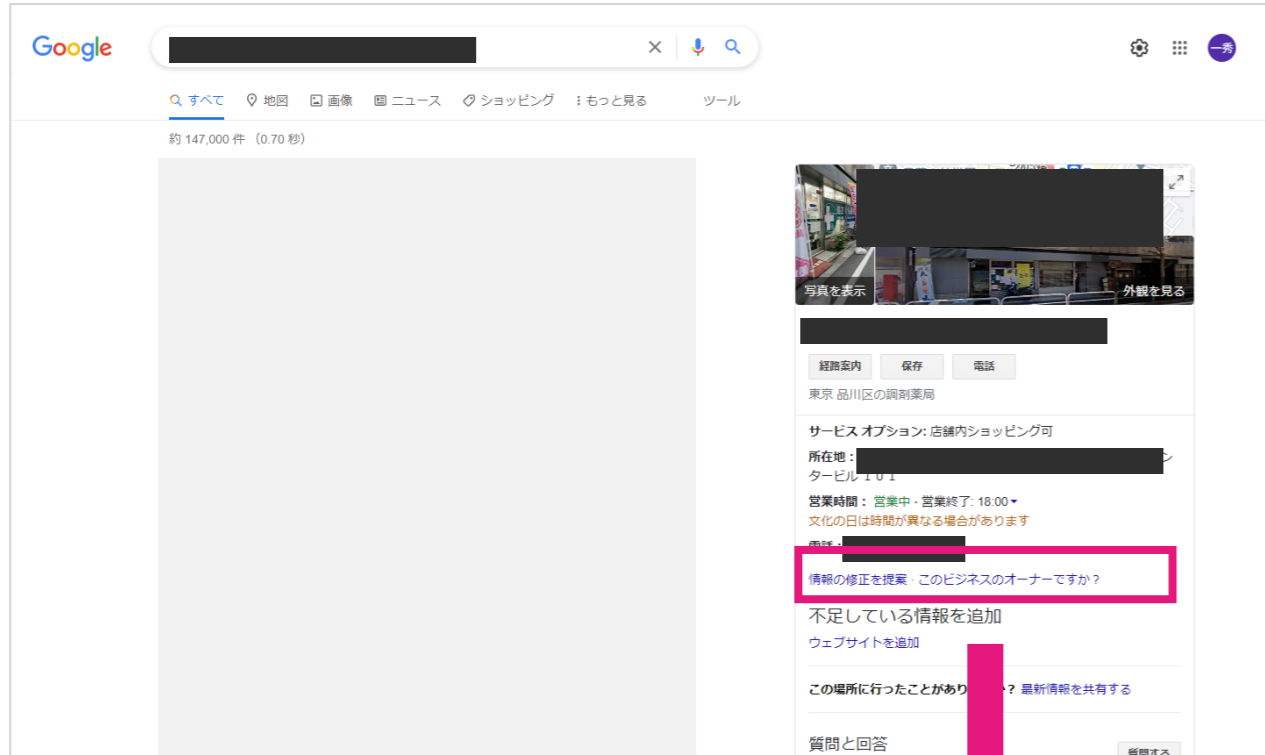 Google
一秀
すべて 地図 画像 ニュース ショッピング もっと見る ツール
約 147,000 件 （0.70 秒）
写真を表示 外観を見る
経路案内 保存 電話
東京 品川区の調剤薬局
サービス オプション: 店舗内ショッピング可
所在地： ン
タービル １０１
営業時間： 営業中 · 営業終了: 18:00
文化の日は時間が異なる場合があります
電話：
情報の修正を提案 · このビジネスのオーナーですか？
不足している情報を追加
ウェブサイトを追加
この場所に行ったことがあり か？ 最新情報を共有する
質問と回答 質問する